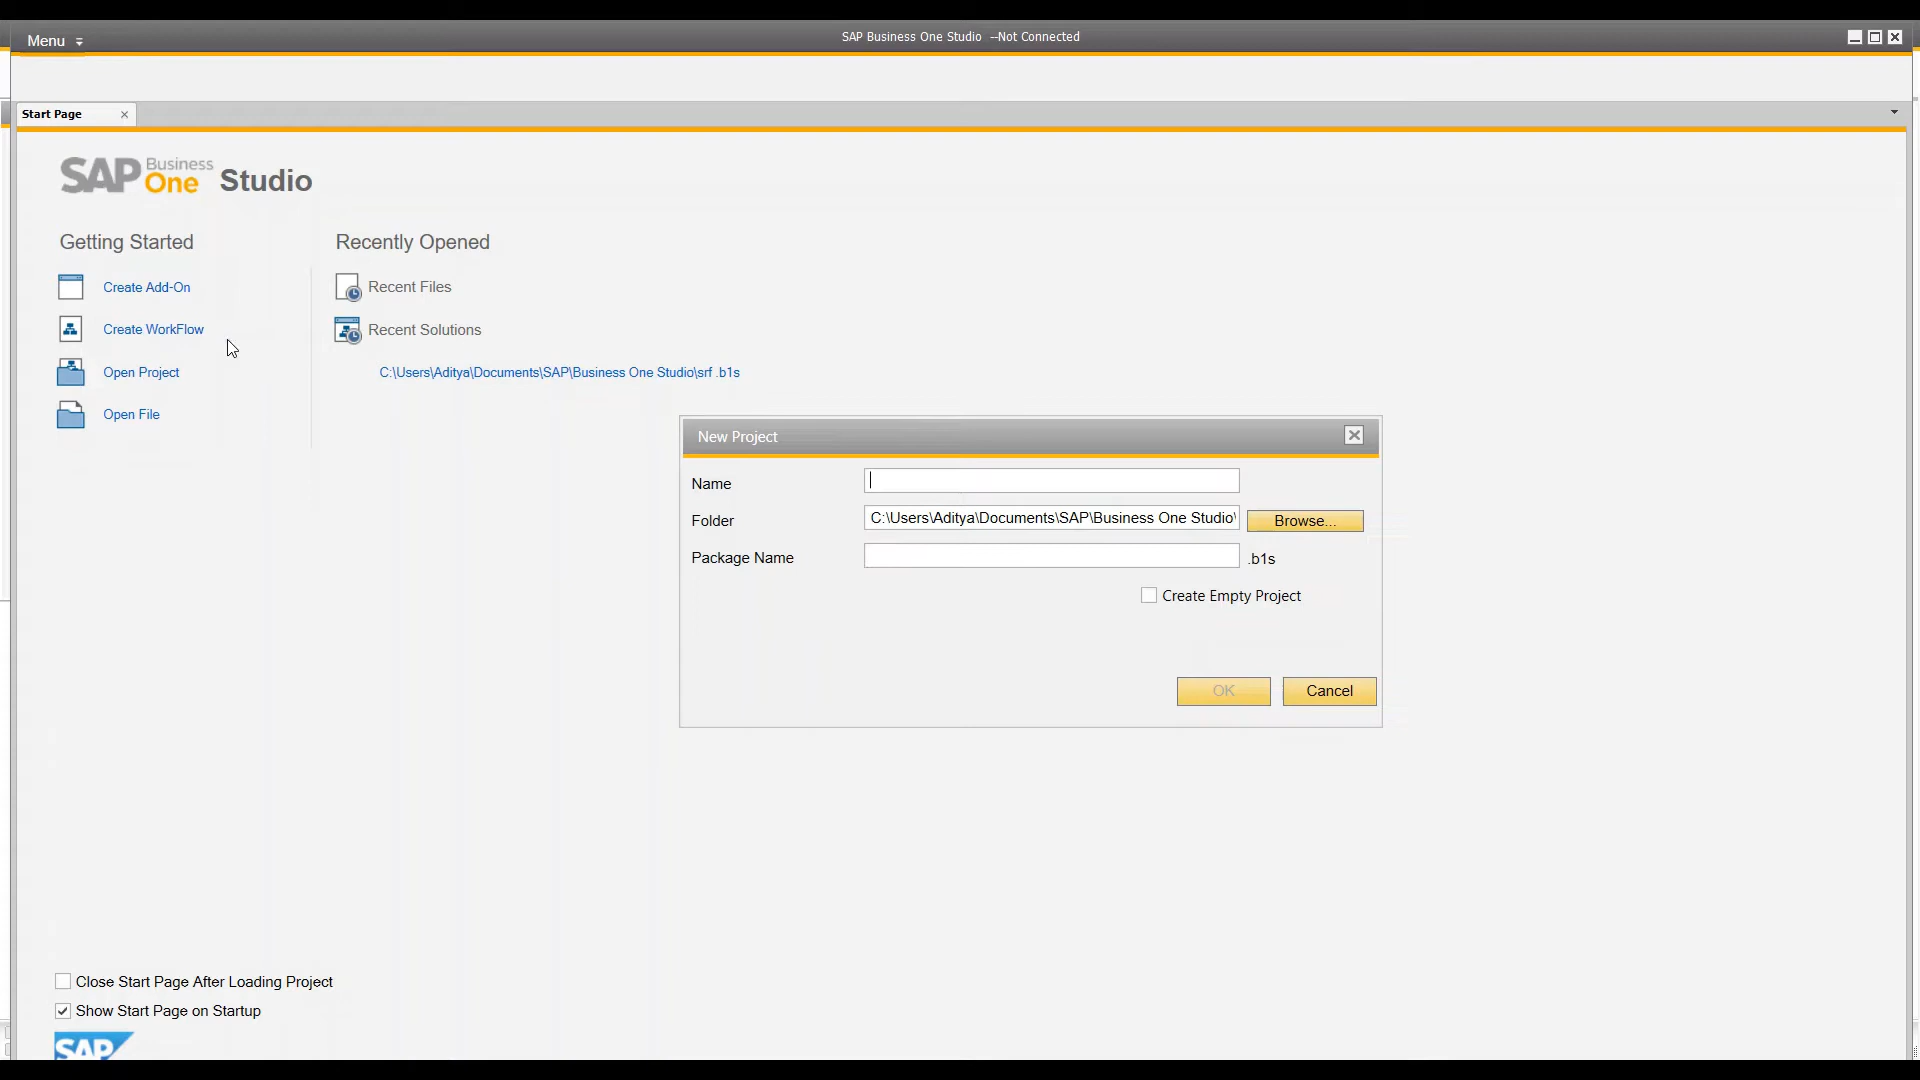 Menu
SAP Business One Studio --Not Connected
Start Page
SAP Business One Studio
Getting Started
Recently Opened
Create Add-On
Recent Files
Create WorkFlow
Recent Solutions
Open Project
C:\Users\Aditya\Documents\SAP\Business One Studio\srf .b1s
Open File
New Project
Name
Folder
C:\Users\Aditya\Documents\SAP\Business One Studio\
Browse...
Package Name
.b1s
Create Empty Project
OK
Cancel
Close Start Page After Loading Project
Show Start Page on Startup
SAP